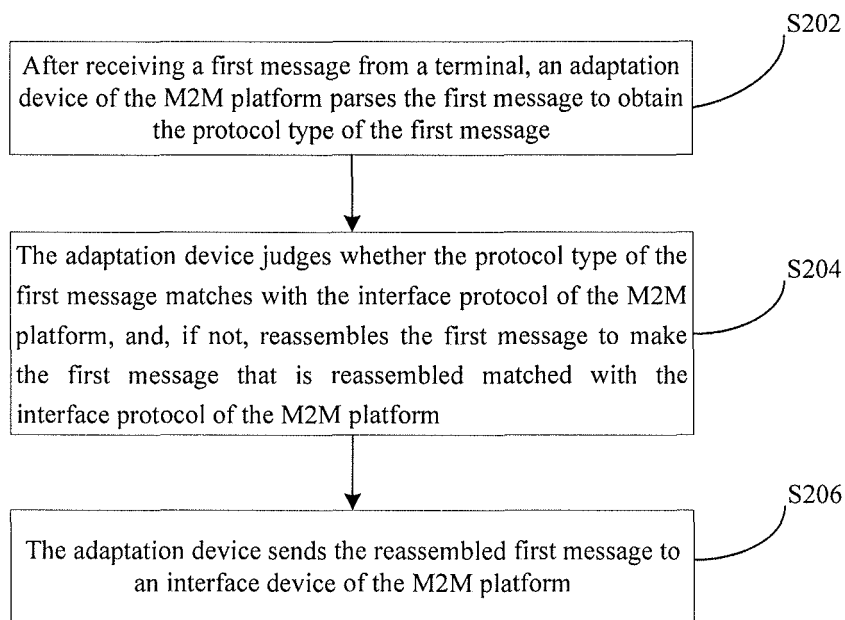 S202
After receiving a first message from a terminal, an adaptation
device of the M2M platform parses the first message to obtain
the protocol type of the first message
S204
The adaptation device judges whether the protocol type of the
first message matches with the interface protocol of the M2M
platform, and, if not, reassembles the first message to make
the first message that is reassembled matched with the
interface protocol of the M2M platform
S206
The adaptation device sends the reassembled first message to
an interface device of the M2M platform